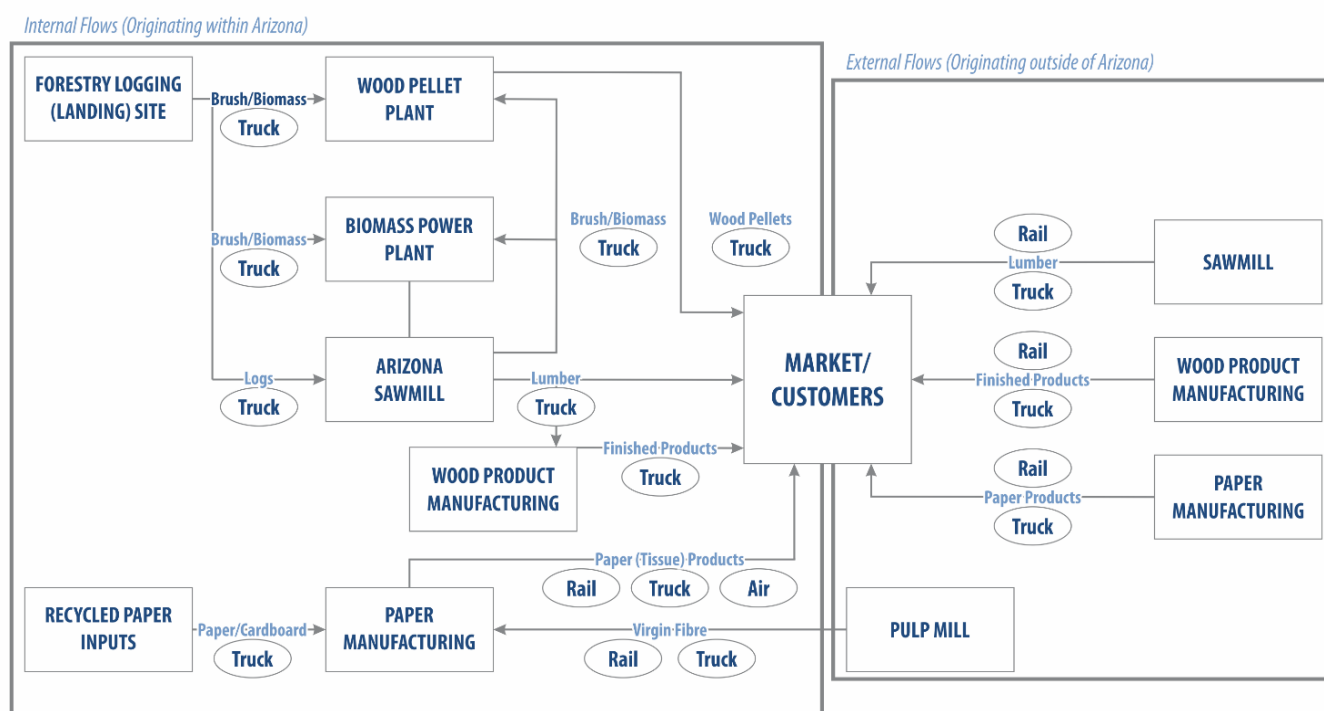 Internal Flows (Originating within Arizona)
External Flows (Originating outside of Arizona)
FORESTRY LOGGING
(LANDING) SITE
Brush/Biomass
Truck
WOOD PELLET
PLANT
Brush/Biomass
Truck
BIOMASS POWER
PLANT
Brush/Biomass
Truck
Wood Pellets
Truck
Logs
Truck
ARIZONA
SAWMILL
Lumber
Truck
WOOD PRODUCT
MANUFACTURING
Finished Products
Truck
MARKET/
CUSTOMERS
Rail
Lumber
Truck
SAWMILL
Rail
Finished Products
Truck
WOOD PRODUCT
MANUFACTURING
Rail
Paper Products
Truck
PAPER
MANUFACTURING
Paper (Tissue) Products
Rail
Truck
Air
RECYCLED PAPER
INPUTS
Paper/Cardboard
Truck
PAPER
MANUFACTURING
Virgin Fibre
Rail
Truck
PULP MILL